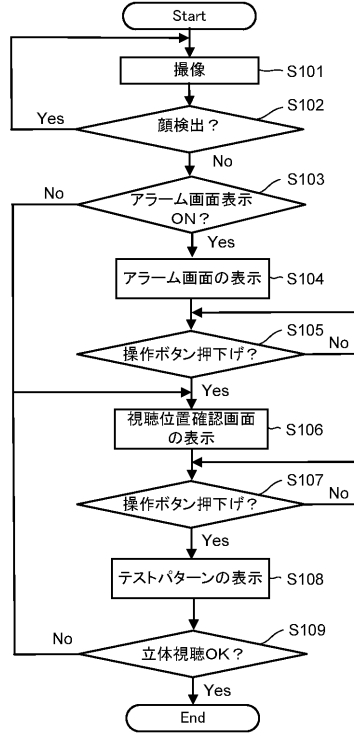 Start
撮像
S101
顔検出?
S102
Yes
No
アラーム画面表示
ON?
S103
No
Yes
アラーム画面の表示
S104
操作ボタン押下げ?
S105
No
Yes
視聴位置確認画面
の表示
S106
操作ボタン押下げ?
S107
No
Yes
テストパターンの表示
S108
立体視聴OK?
S109
No
Yes
End